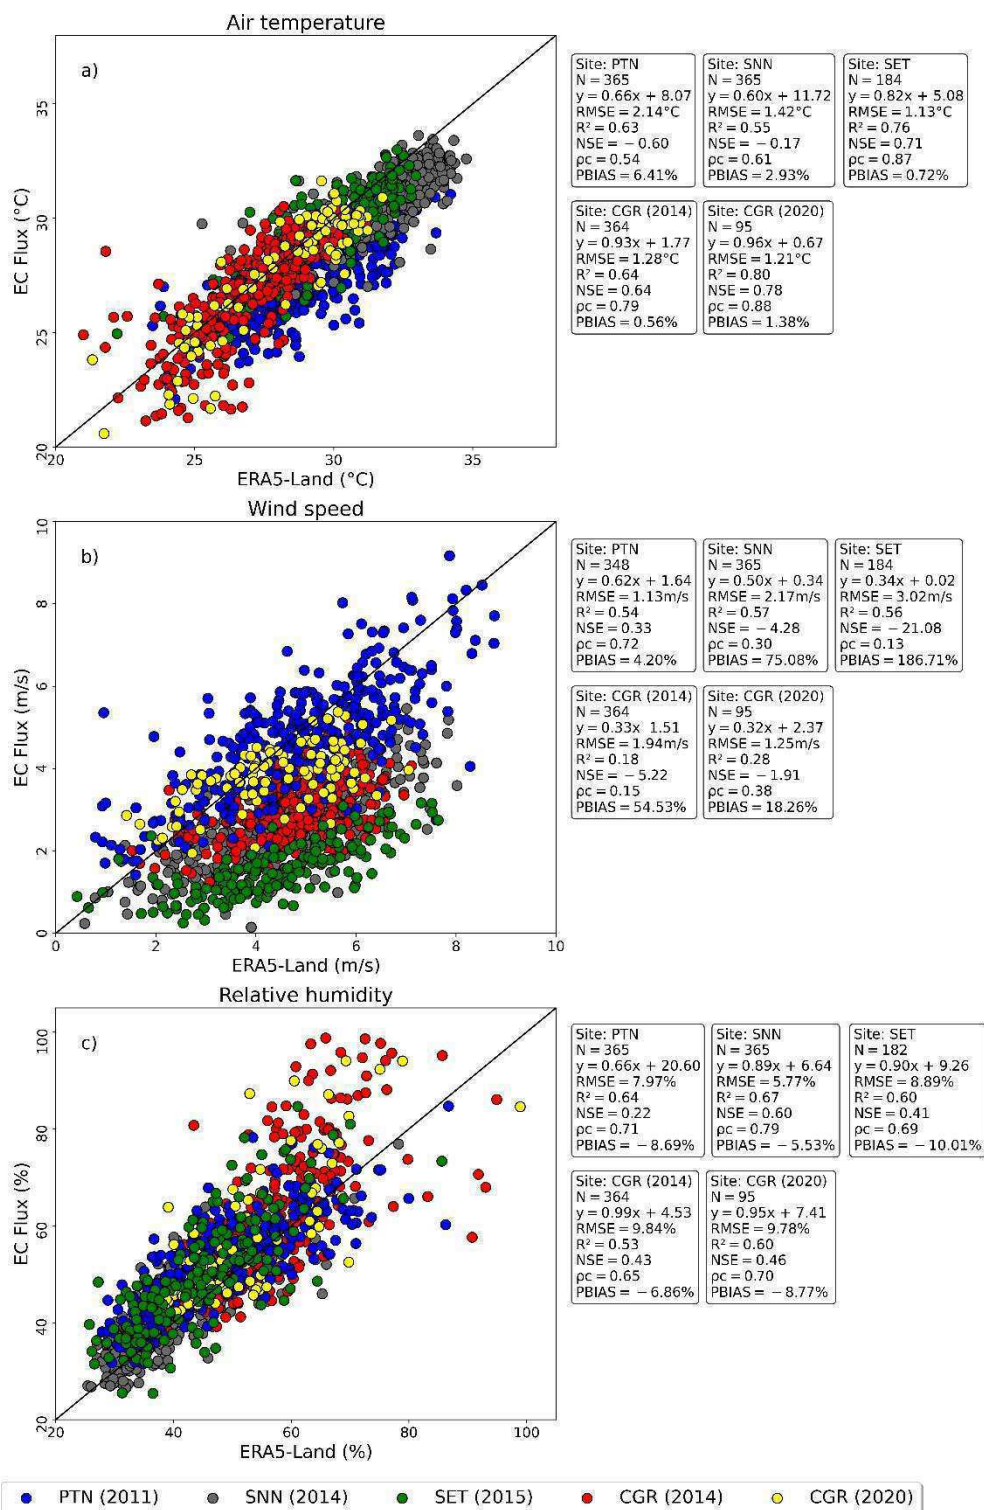 Air temperature
a)
35
30
25
20
EC Flux (°C)
20 25 30 35
ERA5-Land (°C)
Site: PTN
N = 365
y = 0.66x + 8.07
RMSE = 2.14°C
R² = 0.63
NSE = − 0.60
ρc = 0.54
PBIAS = 6.41%
Site: SNN
N = 365
y = 0.60x + 11.72
RMSE = 1.42°C
R² = 0.55
NSE = − 0.17
ρc = 0.61
PBIAS = 2.93%
Site: SET
N = 184
y = 0.82x + 5.08
RMSE = 1.13°C
R² = 0.76
NSE = 0.71
ρc = 0.87
PBIAS = 0.72%
Site: CGR (2014)
N = 364
y = 0.93x + 1.77
RMSE = 1.28°C
R² = 0.64
NSE = 0.64
ρc = 0.79
PBIAS = 0.56%
Site: CGR (2020)
N = 95
y = 0.96x + 0.67
RMSE = 1.21°C
R² = 0.80
NSE = 0.78
ρc = 0.88
PBIAS = 1.38%
Wind speed
b)
10
8
6
4
2
0
EC Flux (m/s)
0 2 4 6 8 10
ERA5-Land (m/s)
Site: PTN
N = 348
y = 0.62x + 1.64
RMSE = 1.13m/s
R² = 0.54
NSE = 0.33
ρc = 0.72
PBIAS = 4.20%
Site: SNN
N = 365
y = 0.50x + 0.34
RMSE = 2.17m/s
R² = 0.57
NSE = − 4.28
ρc = 0.30
PBIAS = 75.08%
Site: SET
N = 184
y = 0.34x + 0.02
RMSE = 3.02m/s
R² = 0.56
NSE = − 21.08
ρc = 0.13
PBIAS = 186.71%
Site: CGR (2014)
N = 364
y = 0.33x 1.51
RMSE = 1.94m/s
R² = 0.18
NSE = − 5.22
ρc = 0.15
PBIAS = 54.53%
Site: CGR (2020)
N = 95
y = 0.32x + 2.37
RMSE = 1.25m/s
R² = 0.28
NSE = − 1.91
ρc = 0.38
PBIAS = 18.26%
Relative humidity
c)
100
80
60
40
20
EC Flux (%)
20 40 60 80 100
ERA5-Land (%)
Site: PTN
N = 365
y = 0.66x + 20.60
RMSE = 7.97%
R² = 0.64
NSE = 0.22
ρc = 0.71
PBIAS = − 8.69%
Site: SNN
N = 365
y = 0.89x + 6.64
RMSE = 5.77%
R² = 0.67
NSE = 0.60
ρc = 0.79
PBIAS = − 5.53%
Site: SET
N = 182
y = 0.90x + 9.26
RMSE = 8.89%
R² = 0.60
NSE = 0.41
ρc = 0.69
PBIAS = − 10.01%
Site: CGR (2014)
N = 364
y = 0.99x + 4.53
RMSE = 9.84%
R² = 0.53
NSE = 0.43
ρc = 0.65
PBIAS = − 6.86%
Site: CGR (2020)
N = 95
y = 0.95x + 7.41
RMSE = 9.78%
R² = 0.60
NSE = 0.46
ρc = 0.70
PBIAS = − 8.77%
PTN (2011) SNN (2014) SET (2015) CGR (2014) CGR (2020)